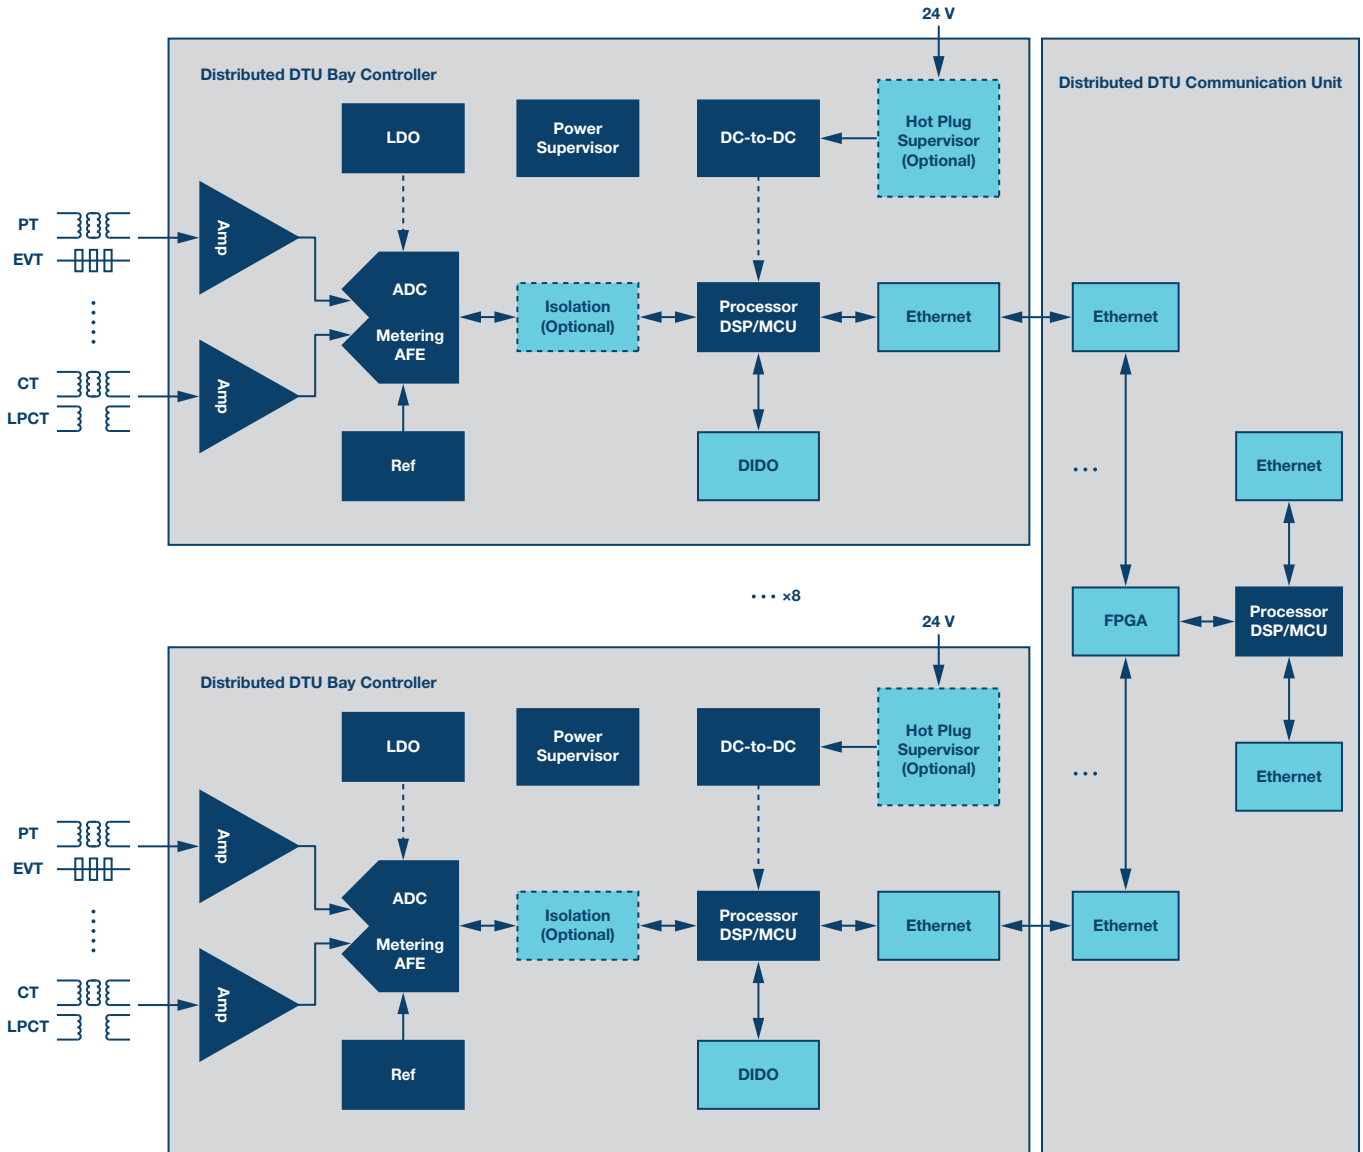 24 V
Distributed DTU Bay Controller
Distributed DTU Communication Unit
LDO
Power
Supervisor
DC-to-DC
Hot Plug
Supervisor
(Optional)
PT
EVT
Amp
ADC
Metering
AFE
Isolation
(Optional)
Processor
DSP/MCU
Ethernet
Ethernet
CT
LPCT
Amp
Ref
DIDO
...
Ethernet
... ×8
FPGA
Processor
DSP/MCU
24 V
Distributed DTU Bay Controller
LDO
Power
Supervisor
DC-to-DC
Hot Plug
Supervisor
(Optional)
...
Ethernet
PT
EVT
Amp
ADC
Metering
AFE
Isolation
(Optional)
Processor
DSP/MCU
Ethernet
Ethernet
CT
LPCT
Amp
Ref
DIDO